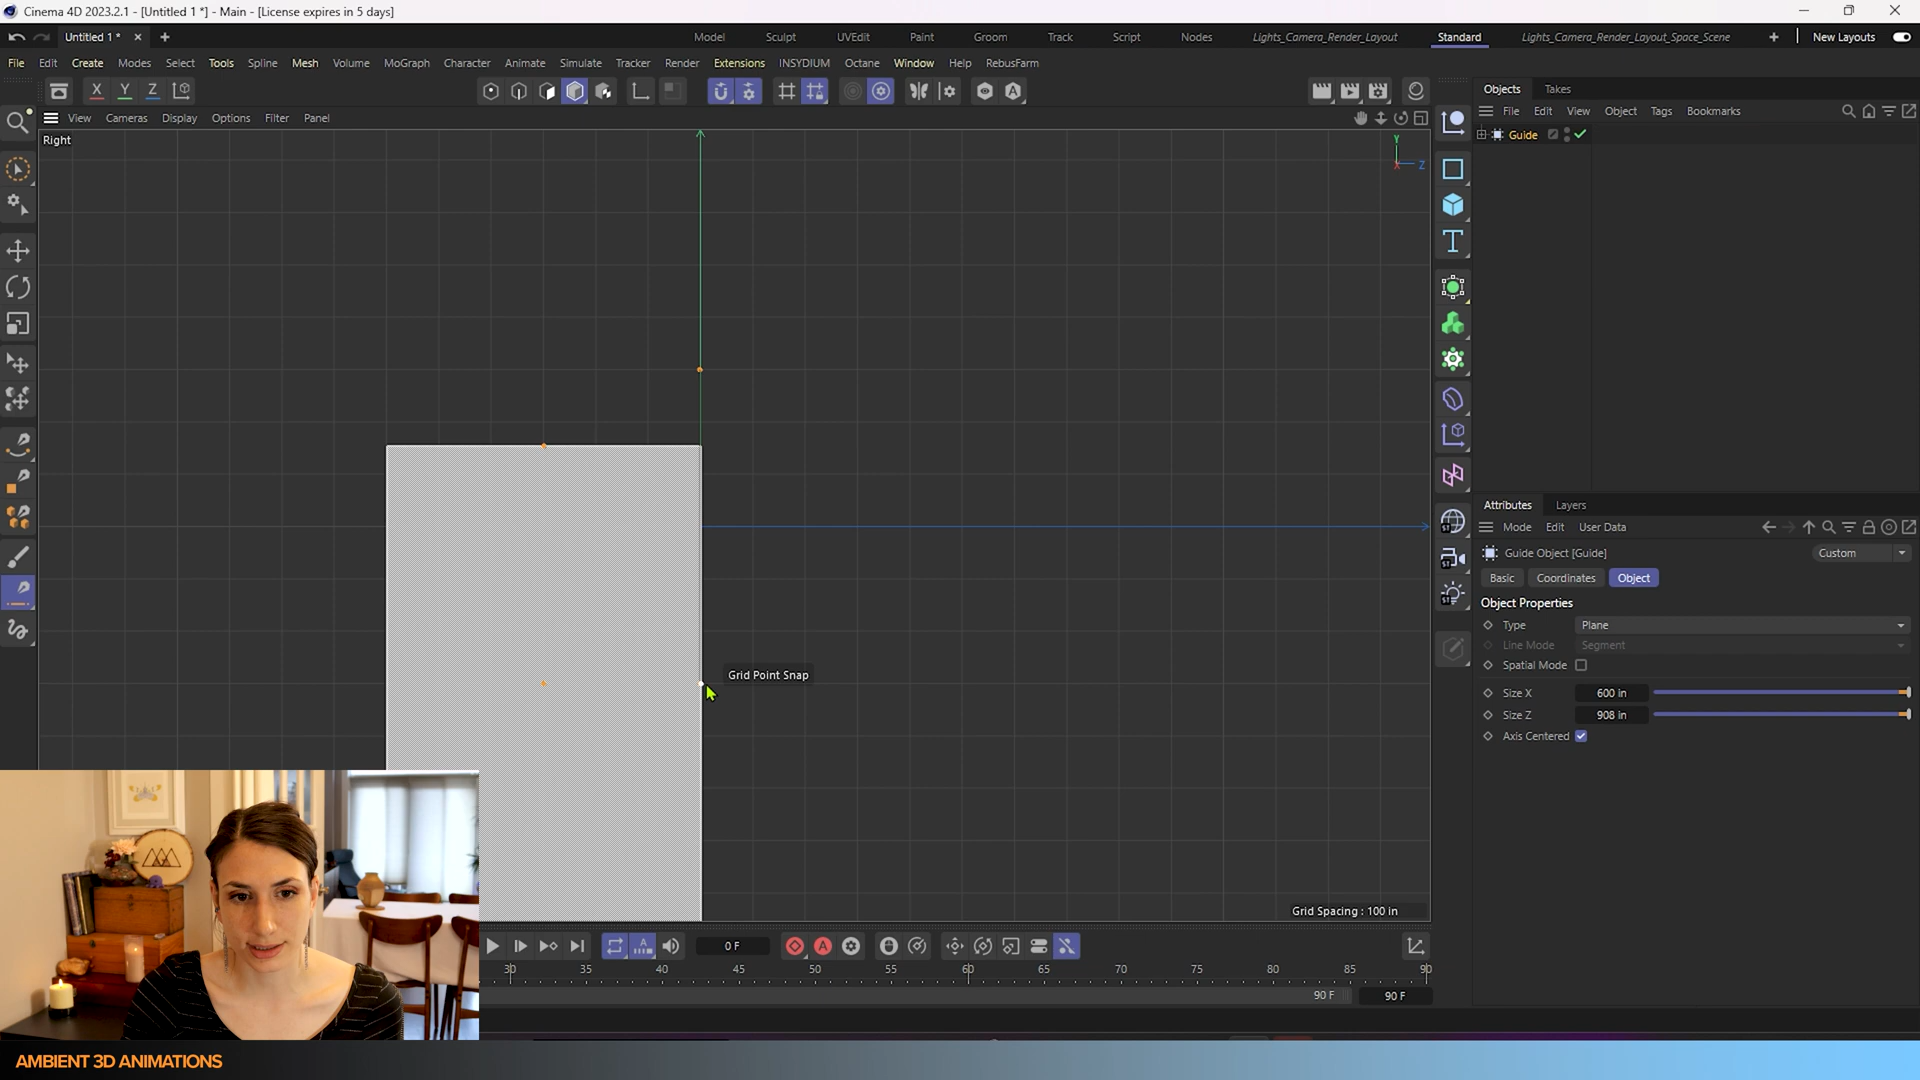 Cinema 4D 2023.2.1 - [Untitled 1 *] - Main - [License expires in 5 days]
Untitled 1 *
Model Sculpt UVEdit Paint Groom Track Script Nodes Lights_Camera_Render_Layout Standard Lights_Camera_Render_Layout_Space_Scene New Layouts
File Edit Create Modes Select Tools Spline Mesh Volume MoGraph Character Animate Simulate Tracker Render Extensions INSYDIUM Octane Window Help RebusFarm
X Y Z
Objects Takes
View Cameras Display Options Filter Panel
File Edit View Object Tags Bookmarks
Right
Y
X Z
Guide
Grid Point Snap
Attributes Layers
Mode Edit User Data
Guide Object [Guide] Custom
Basic Coordinates Object
Object Properties
Type Plane
Line Mode Segment
Spatial Mode
Size X 600 in
Size Z 908 in
Axis Centered
Grid Spacing : 100 in
0 F
30 35 40 45 50 55 60 65 70 75 80 85 90
90 F 90 F
AMBIENT 3D ANIMATIONS